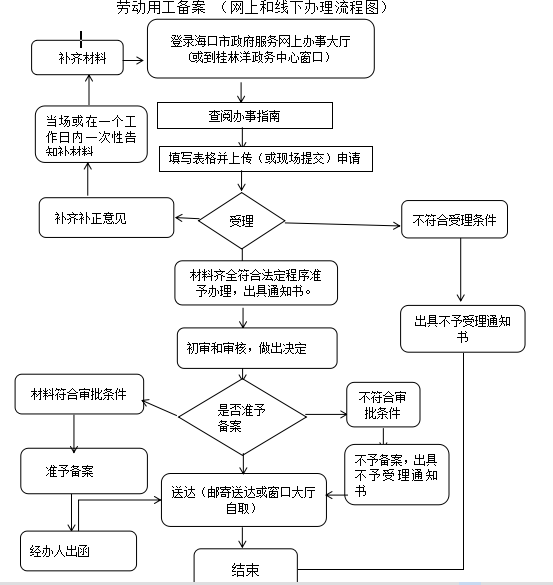 劳动用工备案 （网上和线下办理流程图）
登录海口市政府服务网上办事大厅
（或到桂林洋政务中心窗口）
补齐材料
查阅办事指南
当场或在一个工
作日内一次性告
知补材料
填写表格并上传（或现场提交）申请
补齐补正意见
受理
不符合受理条件
材料齐全符合法定程序准
予办理，出具通知书。
出具不予受理通知
书
初审和审核，做出决定
材料符合审批条件
是否准予
备案
不符合审
批条件
准予备案
不予备案，出具
不予受理通知
书
送达（邮寄送达或窗口大厅
自取）
经办人出函
结束